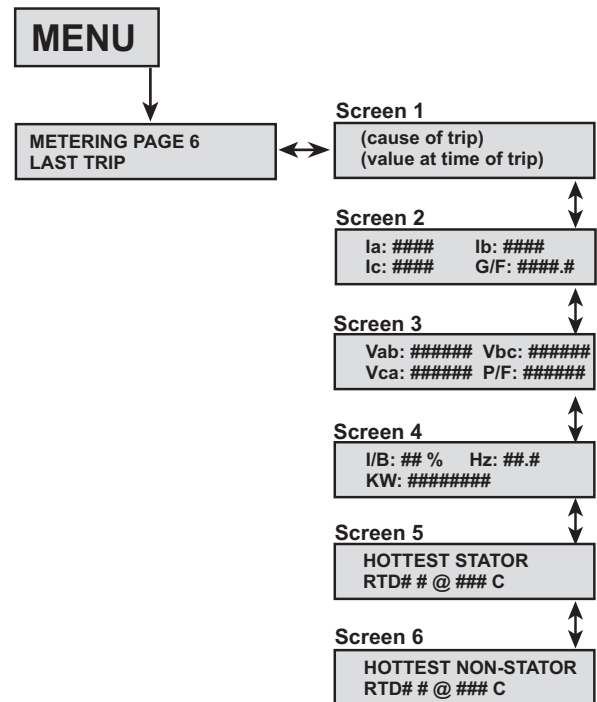 MENU
METERING PAGE 6
LAST TRIP
Screen 1
(cause of trip)
(value at time of trip)
Screen 2
Ia: #### Ib: ####
Ic: #### G/F: ####.#
Screen 3
Vab: ###### Vbc: ######
Vca: ###### P/F: ######
Screen 4
I/B: ## % Hz: ##.#
KW: ########
Screen 5
HOTTEST STATOR
RTD# # @ ### C
Screen 6
HOTTEST NON-STATOR
RTD# # @ ### C